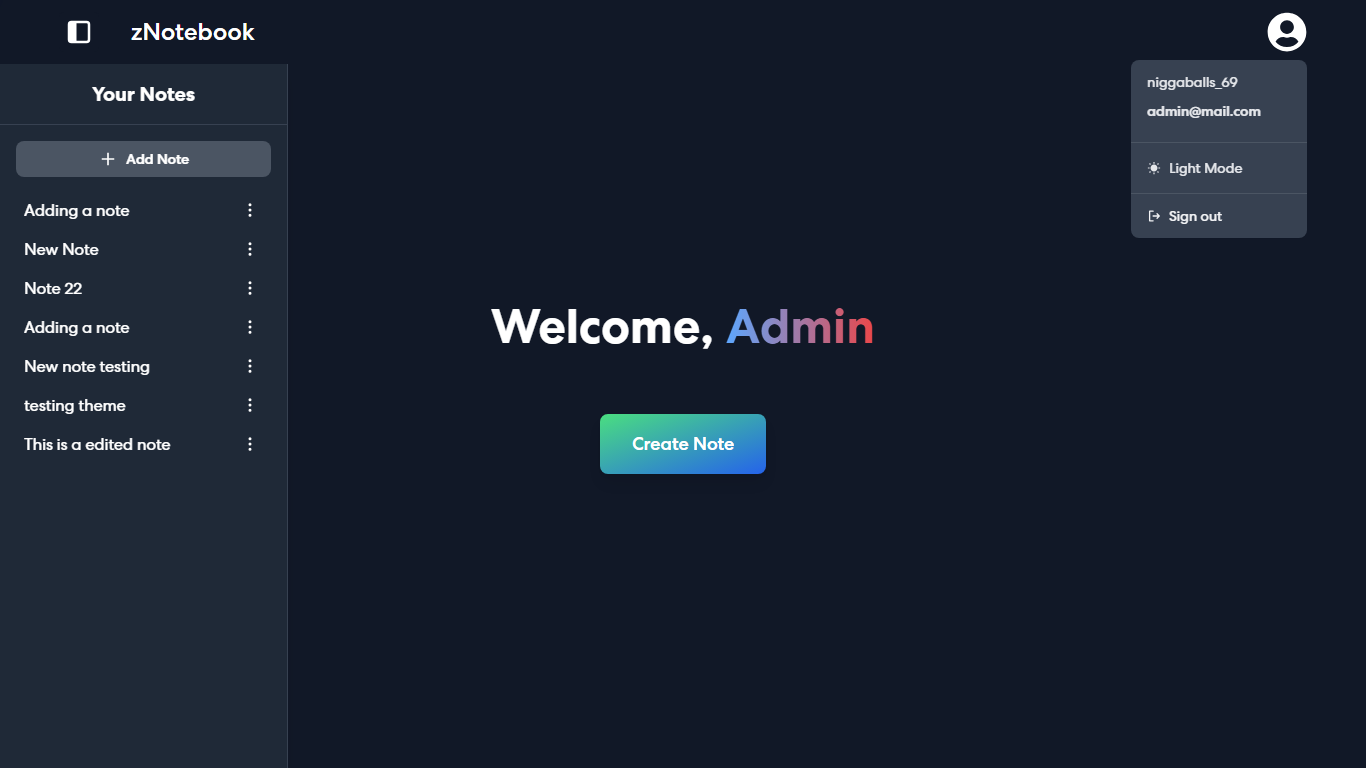 zNotebook
Your Notes
Add Note
Adding a note
New Note
Note 22
Adding a note
New note testing
testing theme
This is a edited note
niggaballs_69
admin@mail.com
Light Mode
Sign out
Welcome, Admin
Create Note